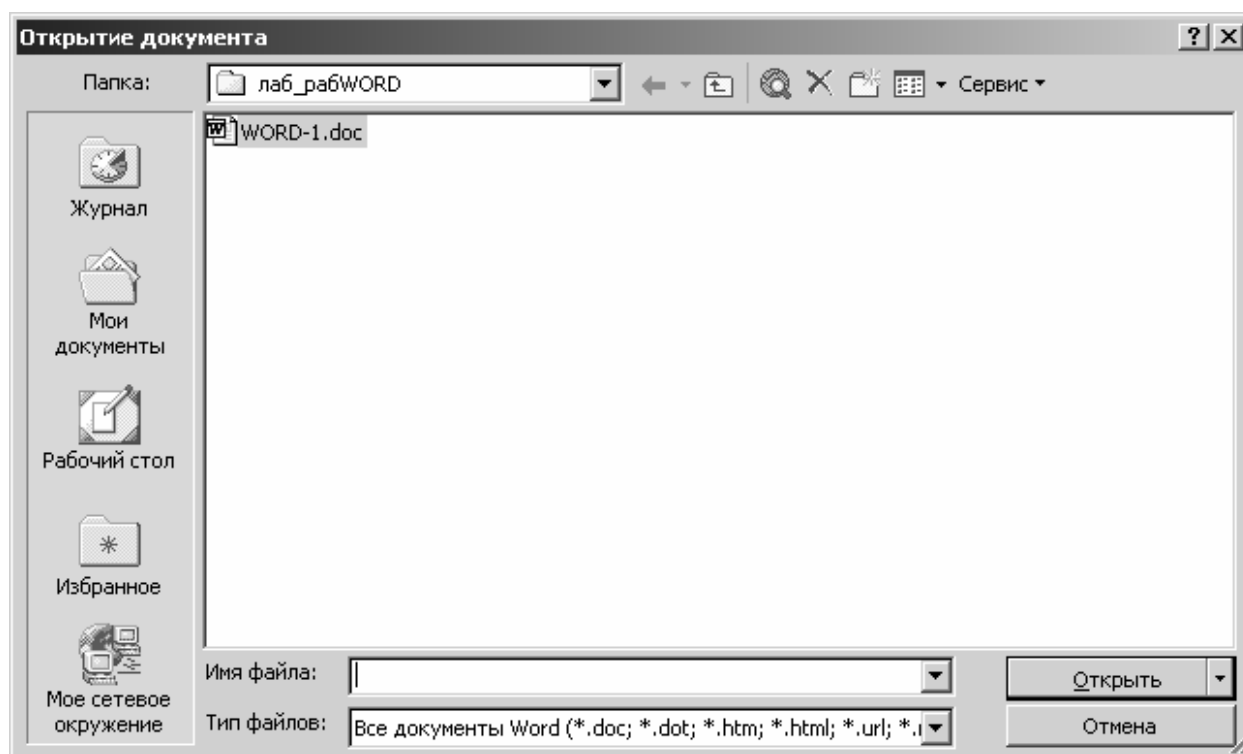 Открытие документа
Папка:
лаб_рабWORD
Сервис
WORD-1.doc
Журнал
Мои
документы
Рабочий стол
Избранное
Мое сетевое
окружение
Имя файла:
Открыть
Тип файлов:
Все документы Word (*.doc; *.dot; *.htm; *.html; *.url; *.
Отмена